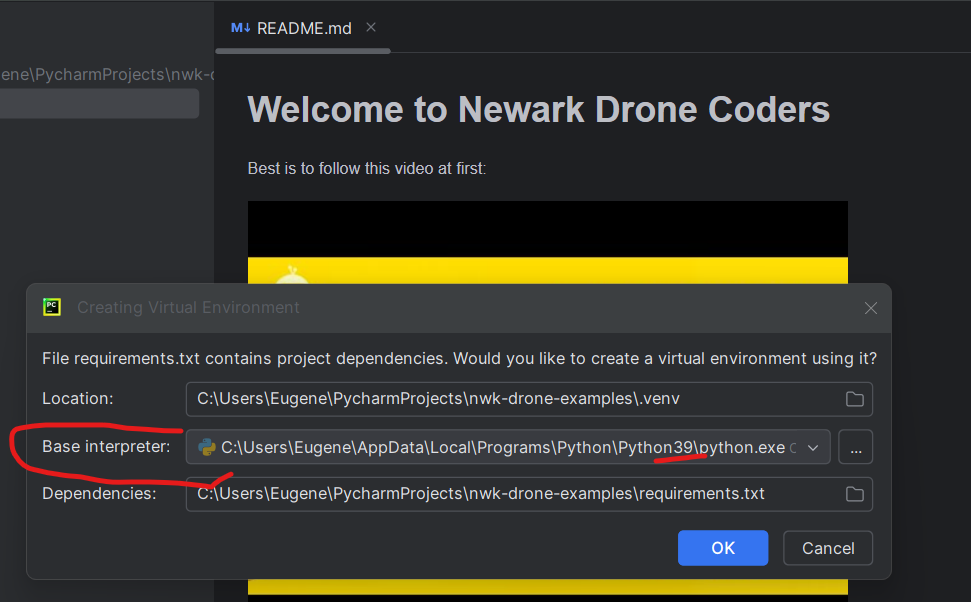 M↓ README.md ×
ene\PycharmProjects\nwk-
Welcome to Newark Drone Coders
Best is to follow this video at first:
PC
Creating Virtual Environment
File requirements.txt contains project dependencies. Would you like to create a virtual environment using it?
Location: C:\Users\Eugene\PycharmProjects\nwk-drone-examples\.venv
Base interpreter: C:\Users\Eugene\AppData\Local\Programs\Python\Python39\python.exe ...
Dependencies: C:\Users\Eugene\PycharmProjects\nwk-drone-examples\requirements.txt
OK Cancel